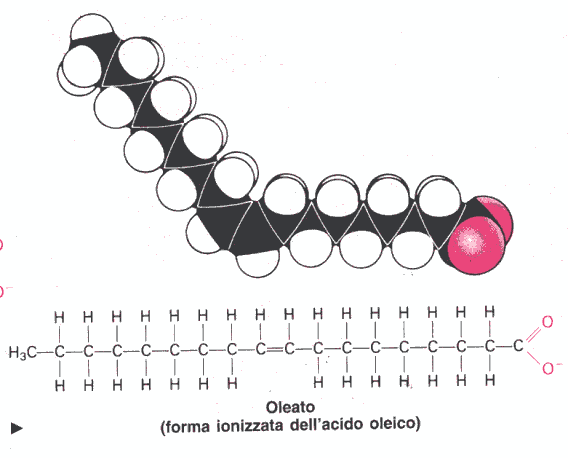 H H H H H H H H H H H H H H H H
H₃C—C—C—C—C—C—C—C—C=C—C—C—C—C—C—C—C—C
O
O⁻
H H H H H H H H H H H H H H
Oleato
(forma ionizzata dell'acido oleico)